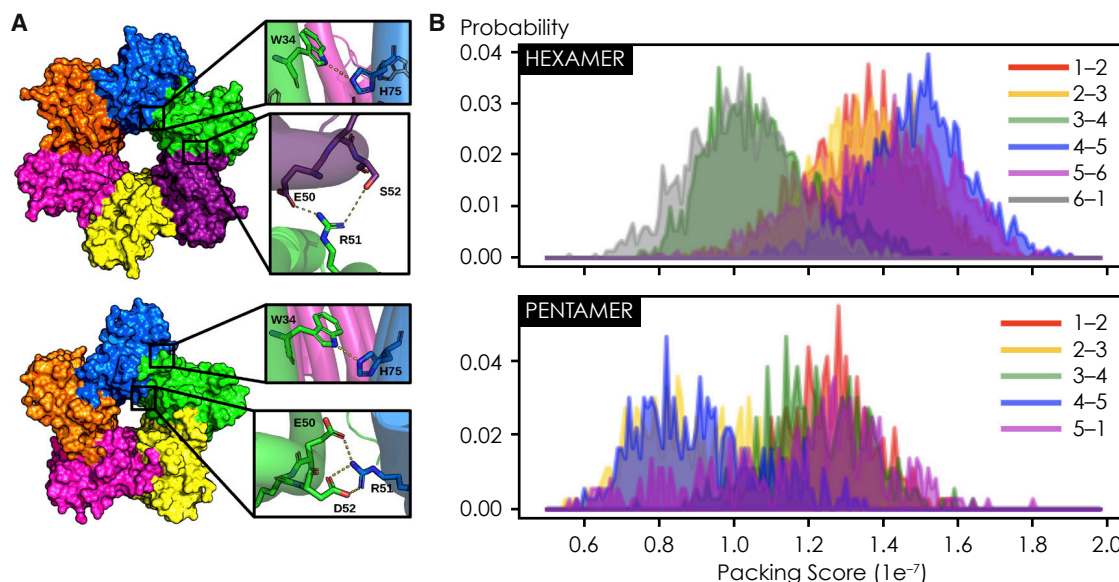 A
W34
H75
E50
S52
R51
W34
H75
E50
R51
D52
B
Probability
HEXAMER
0.04
0.03
0.02
0.01
0.00
1–2
2–3
3–4
4–5
5–6
6–1
PENTAMER
0.04
0.02
0.00
1–2
2–3
3–4
4–5
5–1
0.6 0.8 1.0 1.2 1.4 1.6 1.8 2.0
Packing Score (1e⁻⁷)